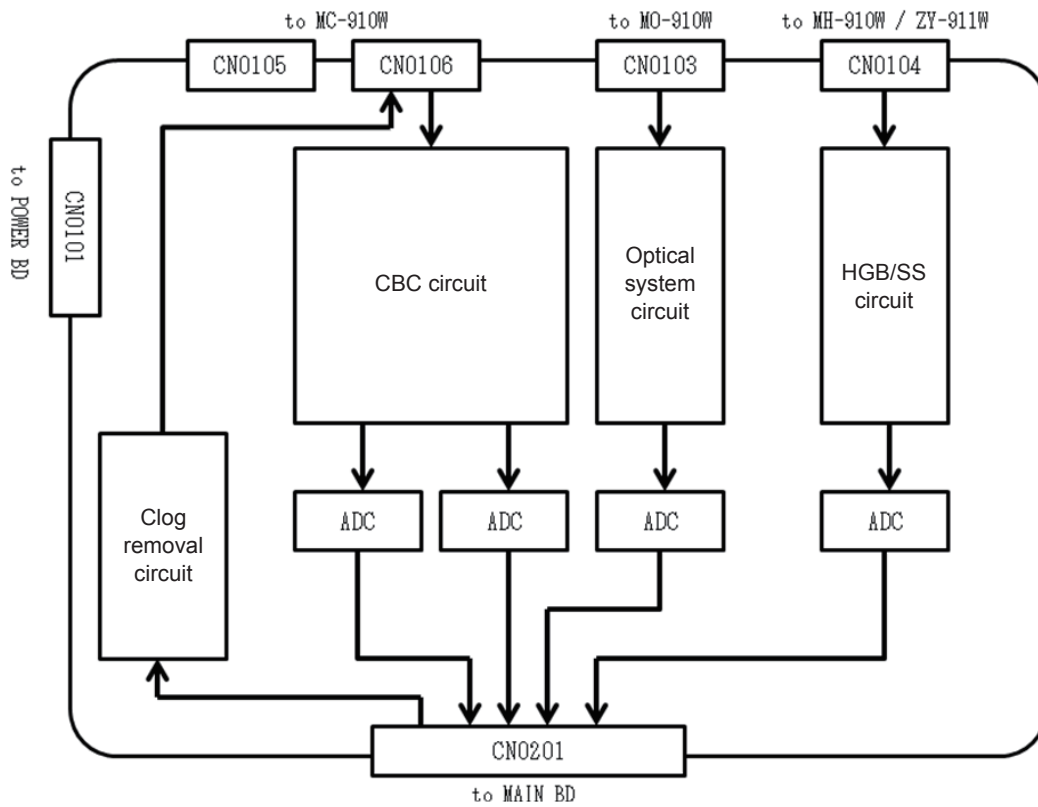 to MC-910W
to MO-910W
to MH-910W / ZY-911W
CN0105
CN0106
CN0103
CN0104
to POWER BD
CN0101
CBC circuit
Optical
system
circuit
HGB/SS
circuit
Clog
removal
circuit
ADC
ADC
ADC
ADC
CN0201
to MAIN BD